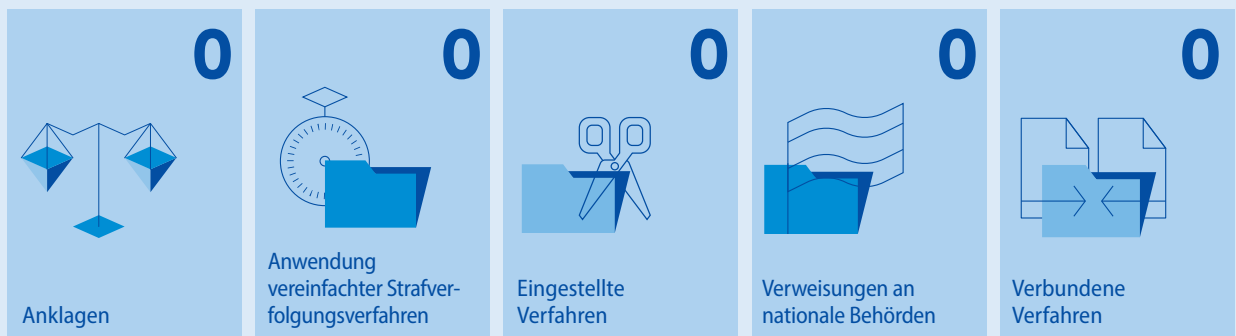 0
Anklagen
0
Anwendung
vereinfachter Strafver-
folgungsverfahren
0
Eingestellte
Verfahren
0
Verweisungen an
nationale Behörden
0
Verbundene
Verfahren